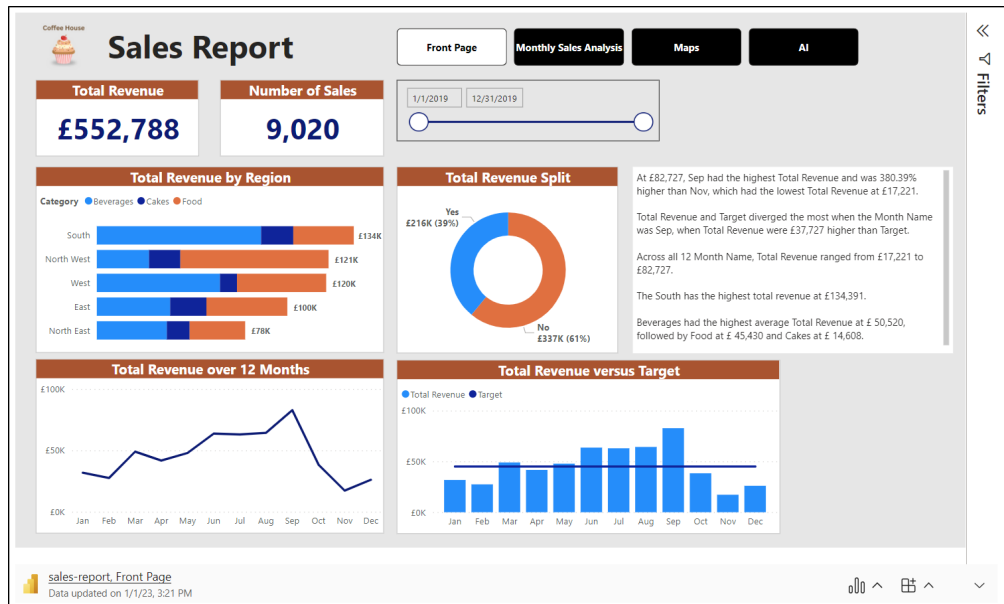 Coffee House
Sales Report
Front Page
Monthly Sales Analysis
Maps
AI
Filters
Total Revenue
£552,788
Number of Sales
9,020
1/1/2019
12/31/2019
Total Revenue by Region
Category Beverages Cakes Food
South £134K
North West £121K
West £120K
East £100K
North East £78K
Total Revenue Split
Yes
£216K (39%)
No
£337K (61%)
At £82,727, Sep had the highest Total Revenue and was 380.39%
higher than Nov, which had the lowest Total Revenue at £17,221.
Total Revenue and Target diverged the most when the Month Name
was Sep, when Total Revenue were £37,727 higher than Target.
Across all 12 Month Name, Total Revenue ranged from £17,221 to
£82,727.
The South has the highest total revenue at £134,391.
Beverages had the highest average Total Revenue at £ 50,520,
followed by Food at £ 45,430 and Cakes at £ 14,608.
Total Revenue over 12 Months
£100K
£50K
£0K
Jan Feb Mar Apr May Jun Jul Aug Sep Oct Nov Dec
Total Revenue versus Target
Total Revenue Target
£100K
£50K
£0K
Jan Feb Mar Apr May Jun Jul Aug Sep Oct Nov Dec
sales-report, Front Page
Data updated on 1/1/23, 3:21 PM